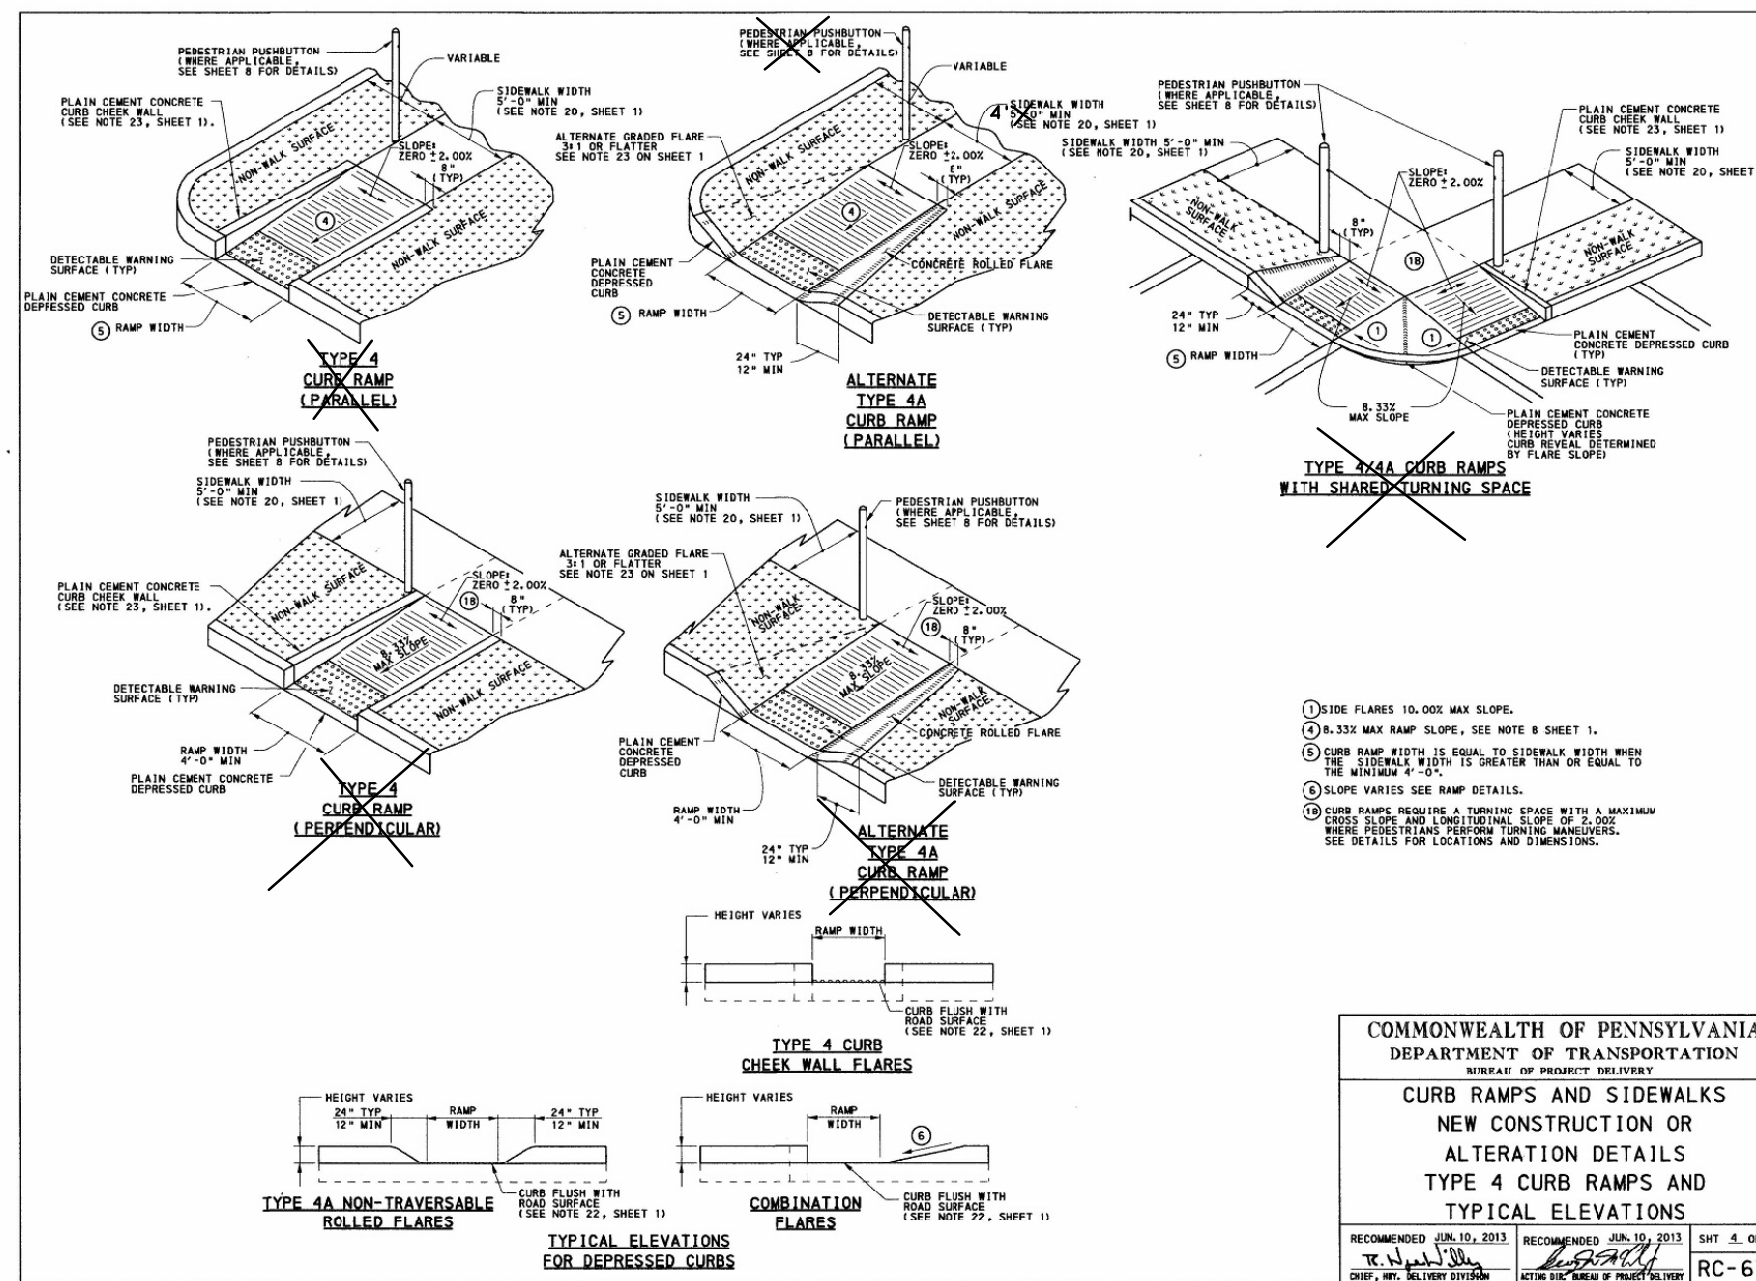 PEDESTRIAN PUSHBUTTON
(WHERE APPLICABLE,
SEE SHEET 8 FOR DETAILS)
VARIABLE
SIDEWALK WIDTH
5'-0" MIN
(SEE NOTE 20, SHEET 1)
PLAIN CEMENT CONCRETE
CURB CHEEK WALL
(SEE NOTE 23, SHEET 1).
NON-WALK SURFACE
SLOPE:
ZERO ±2.00%
8"
(TYP)
4
NON-WALK SURFACE
DETECTABLE WARNING
SURFACE (TYP)
PLAIN CEMENT CONCRETE
DEPRESSED CURB
5 RAMP WIDTH
TYPE 4
CURB RAMP
(PARALLEL)
PEDESTRIAN PUSHBUTTON
(WHERE APPLICABLE,
SEE SHEET 8 FOR DETAILS)
VARIABLE
4'
SIDEWALK WIDTH
5'-0" MIN
(SEE NOTE 20, SHEET 1)
ALTERNATE GRADED FLARE
3:1 OR FLATTER
SEE NOTE 23 ON SHEET 1
NON-WALK SURFACE
SLOPE:
ZERO ±2.00%
(TYP)
4
NON-WALK SURFACE
PLAIN CEMENT
CONCRETE
DEPRESSED
CURB
CONCRETE ROLLED FLARE
5 RAMP WIDTH
DETECTABLE WARNING
SURFACE (TYP)
24" TYP
12" MIN
ALTERNATE
TYPE 4A
CURB RAMP
(PARALLEL)
PEDESTRIAN PUSHBUTTON
(WHERE APPLICABLE,
SEE SHEET 8 FOR DETAILS)
PLAIN CEMENT CONCRETE
CURB CHEEK WALL
(SEE NOTE 23, SHEET 1)
SIDEWALK WIDTH 5'-0" MIN
(SEE NOTE 20, SHEET 1)
SIDEWALK WIDTH
5'-0" MIN
(SEE NOTE 20, SHEET
SLOPE:
ZERO ±2.00%
NON-WALK
SURFACE
8"
(TYP)
18
NON-WALK
SURFACE
24" TYP
12" MIN
1
1
5 RAMP WIDTH
PLAIN CEMENT
CONCRETE DEPRESSED CURB
(TYP)
DETECTABLE WARNING
SURFACE (TYP)
8.33%
MAX SLOPE
PLAIN CEMENT CONCRETE
DEPRESSED CURB
(HEIGHT VARIES
CURB REVEAL DETERMINED
BY FLARE SLOPE)
TYPE 4/4A CURB RAMPS
WITH SHARED TURNING SPACE
PEDESTRIAN PUSHBUTTON
(WHERE APPLICABLE,
SEE SHEET 8 FOR DETAILS)
SIDEWALK WIDTH
5'-0" MIN
(SEE NOTE 20, SHEET 1)
NON-WALK SURFACE
SLOPE:
ZERO ±2.00%
18
8"
(TYP)
PLAIN CEMENT CONCRETE
CURB CHEEK WALL
(SEE NOTE 23, SHEET 1).
8.33%
MAX SLOPE
NON-WALK SURFACE
DETECTABLE WARNING
SURFACE (TYP)
RAMP WIDTH
4'-0" MIN
PLAIN CEMENT CONCRETE
DEPRESSED CURB
TYPE 4
CURB RAMP
(PERPENDICULAR)
SIDEWALK WIDTH
5'-0" MIN
(SEE NOTE 20, SHEET 1)
PEDESTRIAN PUSHBUTTON
(WHERE APPLICABLE,
SEE SHEET 8 FOR DETAILS)
ALTERNATE GRADED FLARE
3:1 OR FLATTER
SEE NOTE 23 ON SHEET 1
NON-WALK
SURFACE
SLOPE:
ZERO ±2.00%
18
8"
(TYP)
8.33%
MAX SLOPE
NON-WALK
SURFACE
CONCRETE ROLLED FLARE
PLAIN CEMENT
CONCRETE
DEPRESSED
CURB
DETECTABLE WARNING
SURFACE (TYP)
RAMP WIDTH
4'-0" MIN
24" TYP
12" MIN
ALTERNATE
TYPE 4A
CURB RAMP
(PERPENDICULAR)
1 SIDE FLARES 10.00% MAX SLOPE.
4 8.33% MAX RAMP SLOPE, SEE NOTE 8 SHEET 1.
5 CURB RAMP WIDTH IS EQUAL TO SIDEWALK WIDTH WHEN
THE SIDEWALK WIDTH IS GREATER THAN OR EQUAL TO
THE MINIMUM 4'-0".
6 SLOPE VARIES SEE RAMP DETAILS.
18 CURB RAMPS REQUIRE A TURNING SPACE WITH A MAXIMUM
CROSS SLOPE AND LONGITUDINAL SLOPE OF 2.00%
WHERE PEDESTRIANS PERFORM TURNING MANEUVERS.
SEE DETAILS FOR LOCATIONS AND DIMENSIONS.
HEIGHT VARIES
RAMP WIDTH
CURB FLUSH WITH
ROAD SURFACE
(SEE NOTE 22, SHEET 1)
TYPE 4 CURB
CHEEK WALL FLARES
HEIGHT VARIES
24" TYP
12" MIN
RAMP
WIDTH
24" TYP
12" MIN
CURB FLUSH WITH
ROAD SURFACE
(SEE NOTE 22, SHEET 1)
TYPE 4A NON-TRAVERSABLE
ROLLED FLARES
HEIGHT VARIES
RAMP
WIDTH
6
CURB FLUSH WITH
ROAD SURFACE
(SEE NOTE 22, SHEET 1)
COMBINATION
FLARES
TYPICAL ELEVATIONS
FOR DEPRESSED CURBS
COMMONWEALTH OF PENNSYLVANIA
DEPARTMENT OF TRANSPORTATION
BUREAU OF PROJECT DELIVERY
CURB RAMPS AND SIDEWALKS
NEW CONSTRUCTION OR
ALTERATION DETAILS
TYPE 4 CURB RAMPS AND
TYPICAL ELEVATIONS
RECOMMENDED JUN. 10, 2013
CHIEF, HWY. DELIVERY DIVISION
RECOMMENDED JUN. 10, 2013
ACTING DIR. BUREAU OF PROJECT DELIVERY
SHT 4 OF
RC-6